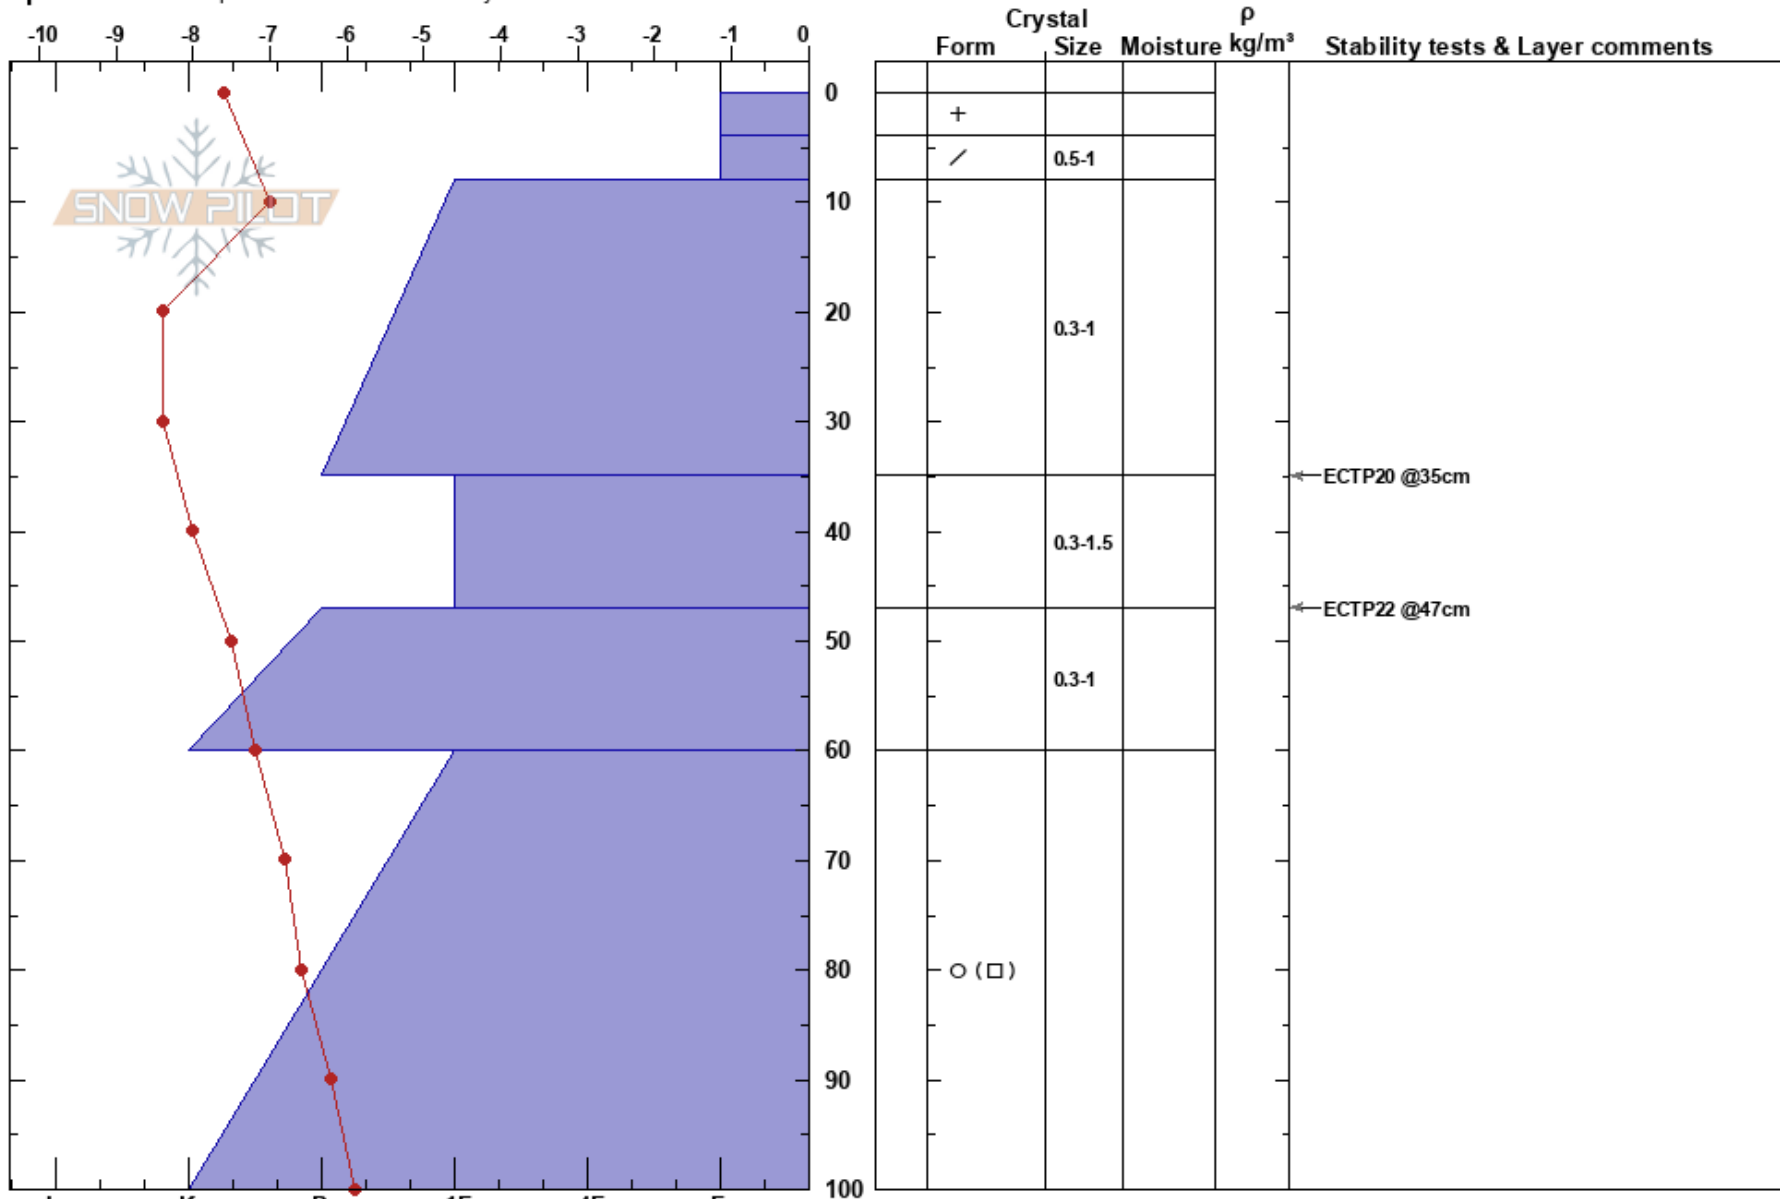 Crystal ρ
-10 -9 -8 -7 -6 -5 -4 -3 -2 -1 0 Form Size Moisture kg/m³ Stability tests & Layer comments
0
+
/ 0.5-1
SNOW PILOT
10
20
0.3-1
30
ECTP20 @35cm
40
0.3-1.5
ECTP22 @47cm
50
0.3-1
60
70
80 ○ (□)
90
100